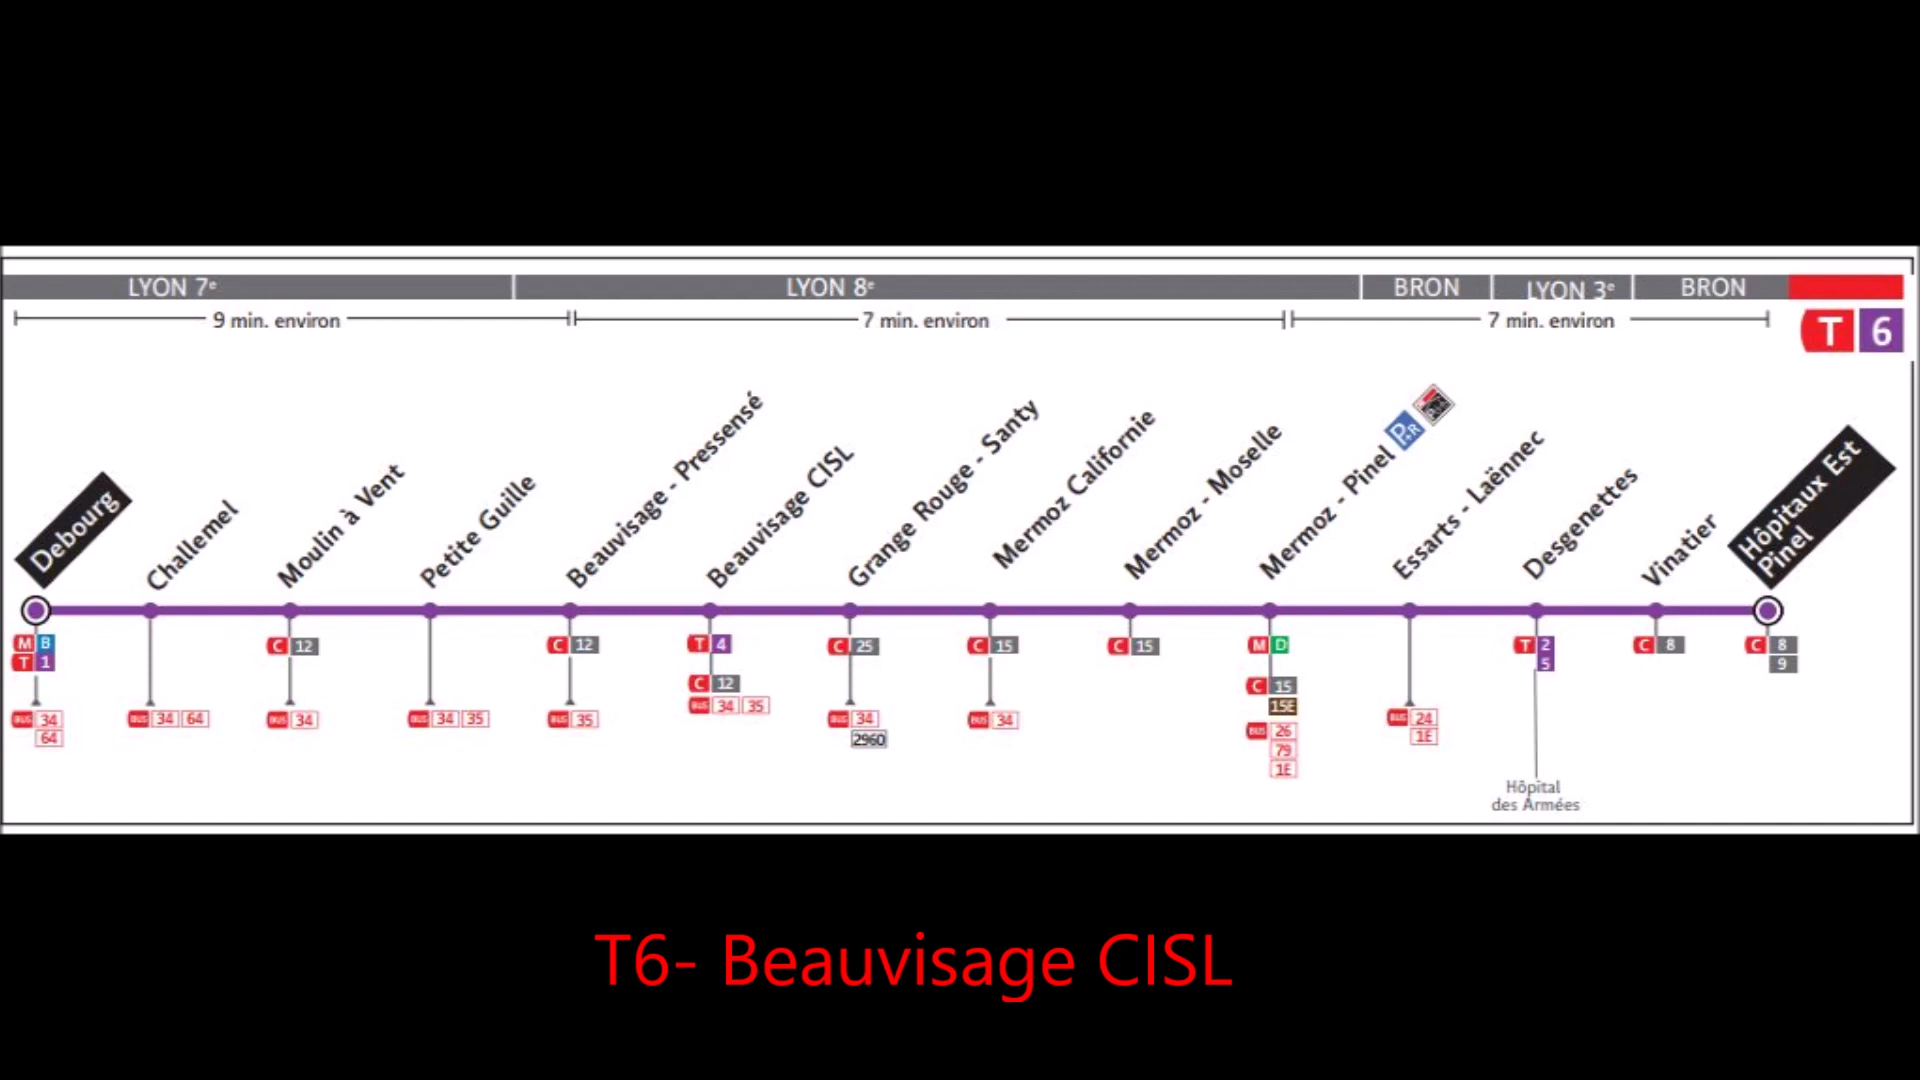 LYON 7e
LYON 8e
BRON
LYON 3e
BRON
9 min. environ
7 min. environ
7 min. environ
T 6
Debourg
Challemel
Moulin à Vent
Petite Guille
Beauvisage - Pressensé
Beauvisage CISL
Grange Rouge - Santy
Mermoz Californie
Mermoz - Moselle
Mermoz - Pinel P+R
Essarts - Laënnec
Desgenettes
Vinatier
Hôpitaux Est
Pinel
M B
T 1
BUS 34
64
BUS 34 64
C 12
BUS 34
BUS 34 35
C 12
BUS 35
T 4
C 12
BUS 34 35
C 25
BUS 34
2960
C 15
BUS 34
C 15
M D
C 15
15E
BUS 26
79
1E
BUS 24
1E
T 2
5
Hôpital
des Armées
C 8
C 8
9
T6- Beauvisage CISL